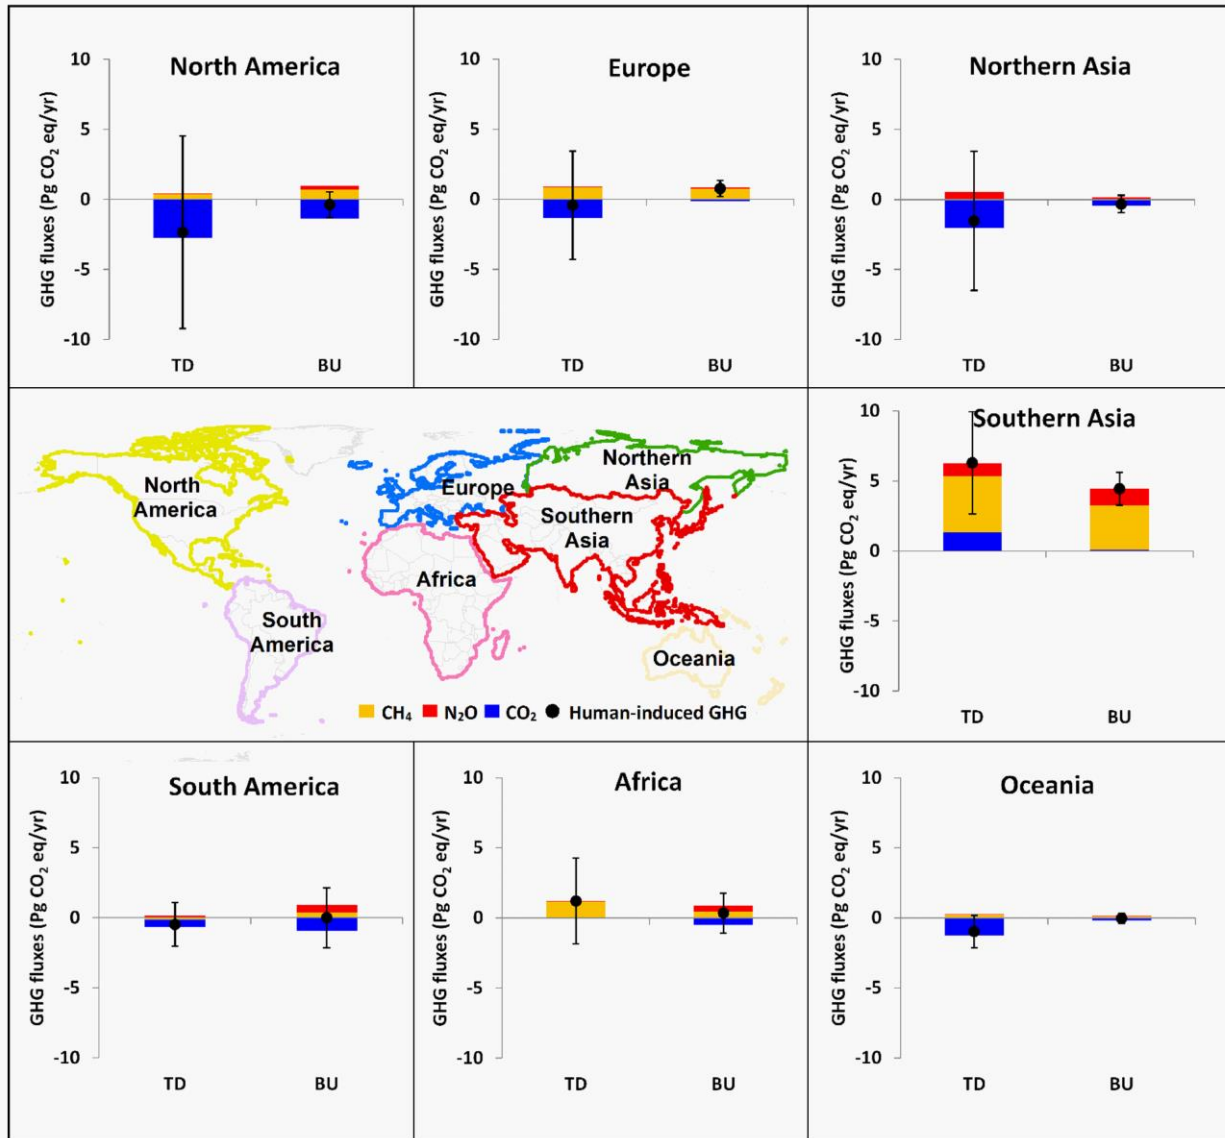 North America
10
5
0
-5
-10
GHG fluxes (Pg CO₂ eq/yr)
TD BU
Europe
10
5
0
-5
-10
GHG fluxes (Pg CO₂ eq/yr)
TD BU
Northern Asia
10
5
0
-5
-10
GHG fluxes (Pg CO₂ eq/yr)
TD BU
North
America
Europe
Northern
Asia
Southern
Asia
Africa
South
America
Oceania
CH₄ N₂O CO₂ Human-induced GHG
Southern Asia
10
5
0
-5
-10
GHG fluxes (Pg CO₂ eq/yr)
TD BU
South America
10
5
0
-5
-10
GHG fluxes (Pg CO₂ eq/yr)
TD BU
Africa
10
5
0
-5
-10
GHG fluxes (Pg CO₂ eq/yr)
TD BU
Oceania
10
5
0
-5
-10
GHG fluxes (Pg CO₂ eq/yr)
TD BU